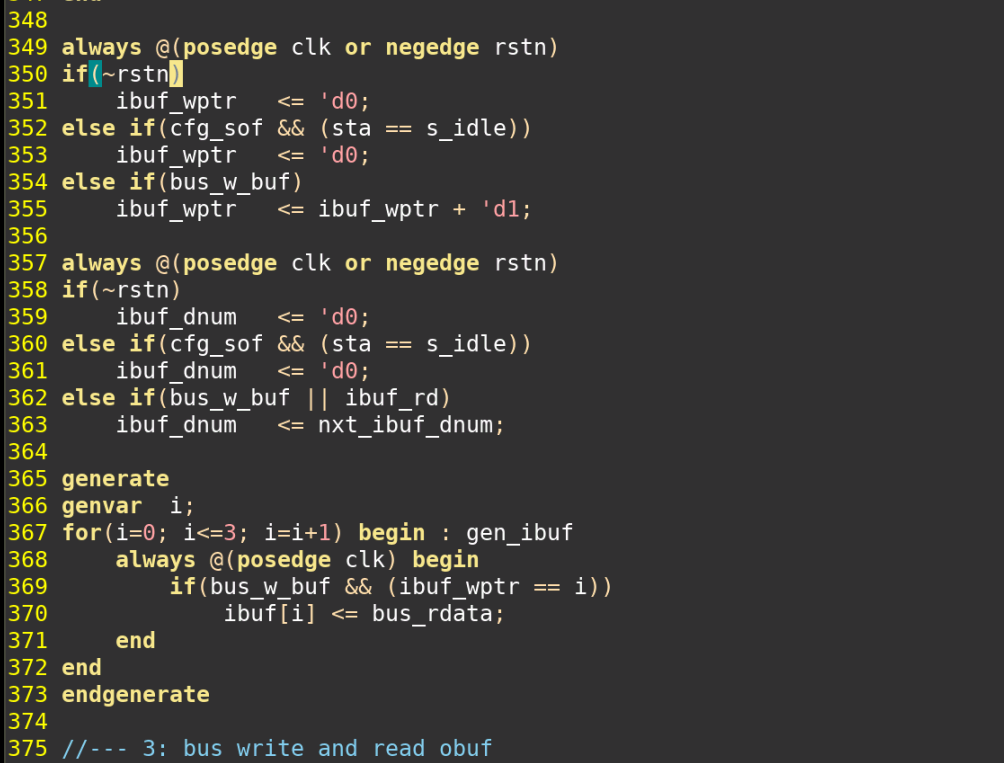 348
349 always @(posedge clk or negedge rstn)
350 if(~rstn)
351     ibuf_wptr   <= 'd0;
352 else if(cfg_sof && (sta == s_idle))
353     ibuf_wptr   <= 'd0;
354 else if(bus_w_buf)
355     ibuf_wptr   <= ibuf_wptr + 'd1;
356
357 always @(posedge clk or negedge rstn)
358 if(~rstn)
359     ibuf_dnum   <= 'd0;
360 else if(cfg_sof && (sta == s_idle))
361     ibuf_dnum   <= 'd0;
362 else if(bus_w_buf || ibuf_rd)
363     ibuf_dnum   <= nxt_ibuf_dnum;
364
365 generate
366 genvar  i;
367 for(i=0; i<=3; i=i+1) begin : gen_ibuf
368     always @(posedge clk) begin
369         if(bus_w_buf && (ibuf_wptr == i))
370             ibuf[i] <= bus_rdata;
371     end
372 end
373 endgenerate
374
375 //--- 3: bus write and read obuf